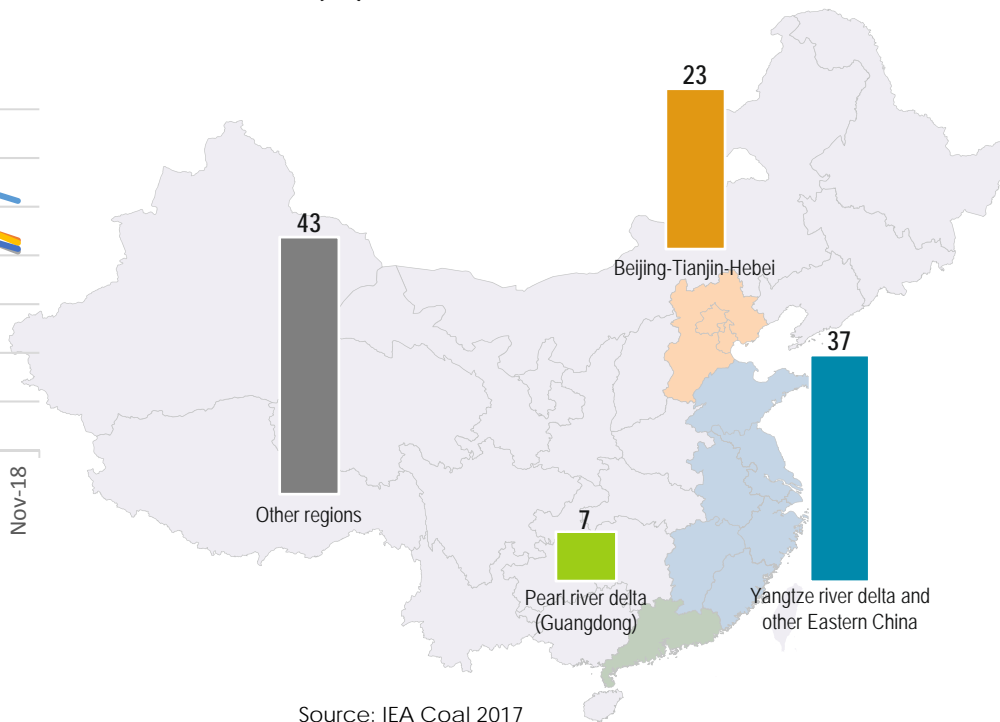 23
Beijing-Tianjin-Hebei
43
Other regions
37
Yangtze river delta and
other Eastern China
7
Pearl river delta
(Guangdong)
Nov-18
Source: IEA Coal 2017